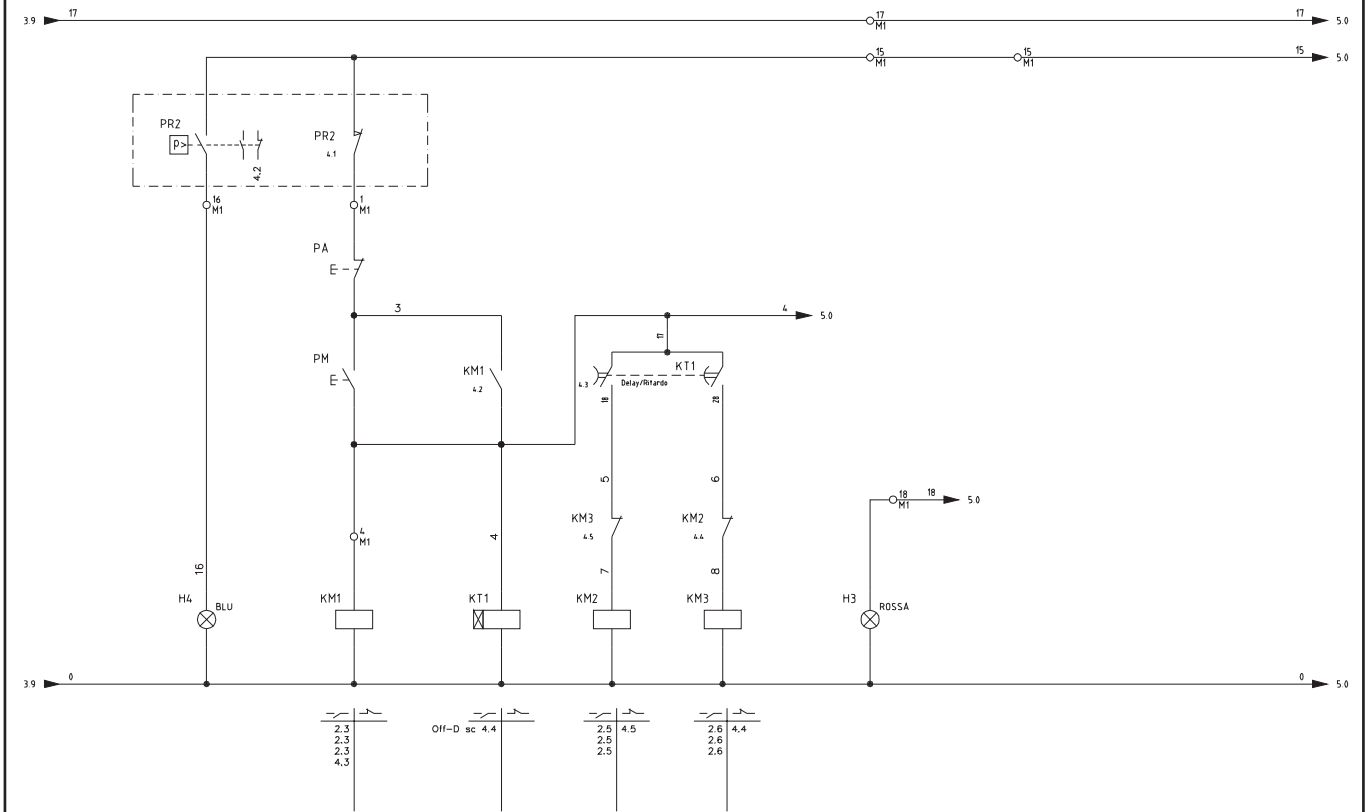 3.9 17 17 17 5.0
M1
15 15 15 5.0
M1 M1
PR2 PR2
P> 4.1
4.2
16 1
M1 M1
PA
E
3 4 5.0
17
PM KM1 KT1
E 4.2 4.3 Delay/Ritardo
18 28
5 6
18 18 5.0
M1
KM3 KM2
4.5 4.4
4 4
M1
16 7 8
H4 BLU KM1 KT1 KM2 KM3 H3 ROSSA
3.9 0 0 5.0
2.3 Off-D sc 4.4 2.5 4.5 2.6 4.4
2.3 2.5 2.6
2.3 2.5 2.6
4.3